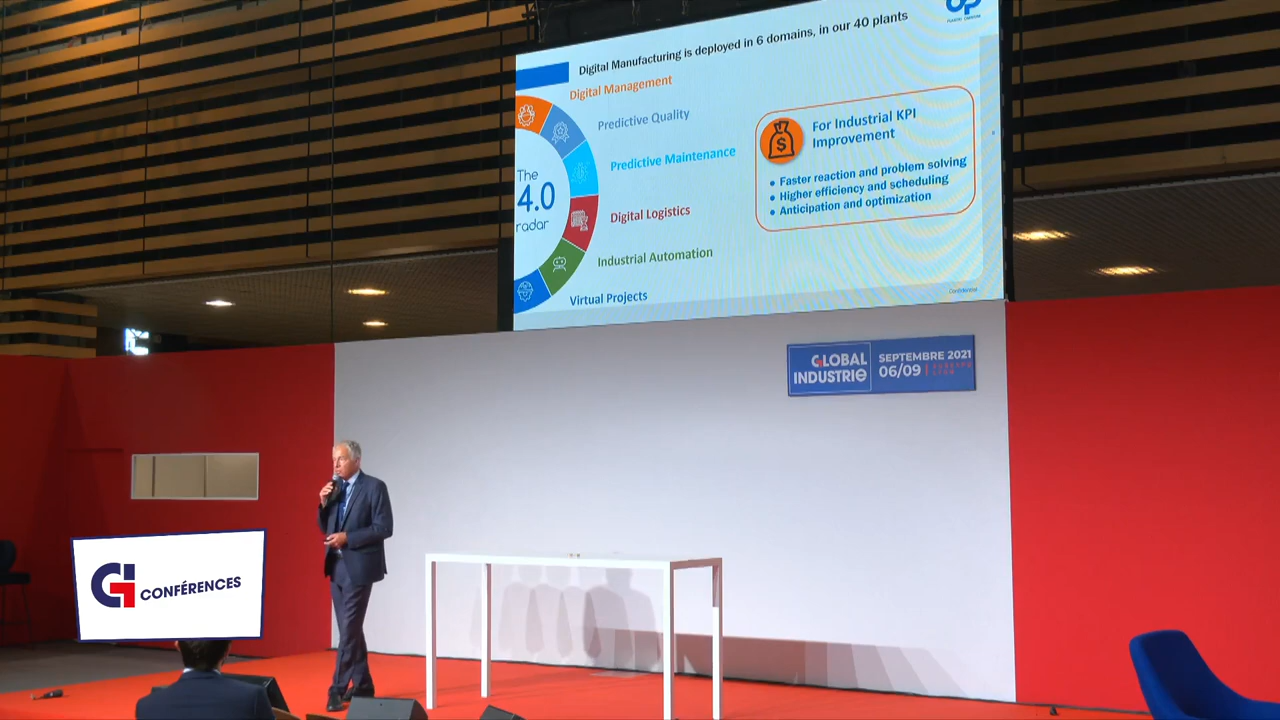 Digital Manufacturing is deployed in 6 domains, in our 40 plants
Digital Management
Predictive Quality
Predictive Maintenance
Digital Logistics
Industrial Automation
Virtual Projects
The
4.0
radar
For Industrial KPI
Improvement
• Faster reaction and problem solving
• Higher efficiency and scheduling
• Anticipation and optimization
Confidential
GLOBAL
INDUSTRIE
SEPTEMBRE 2021
06/09
GI CONFÉRENCES